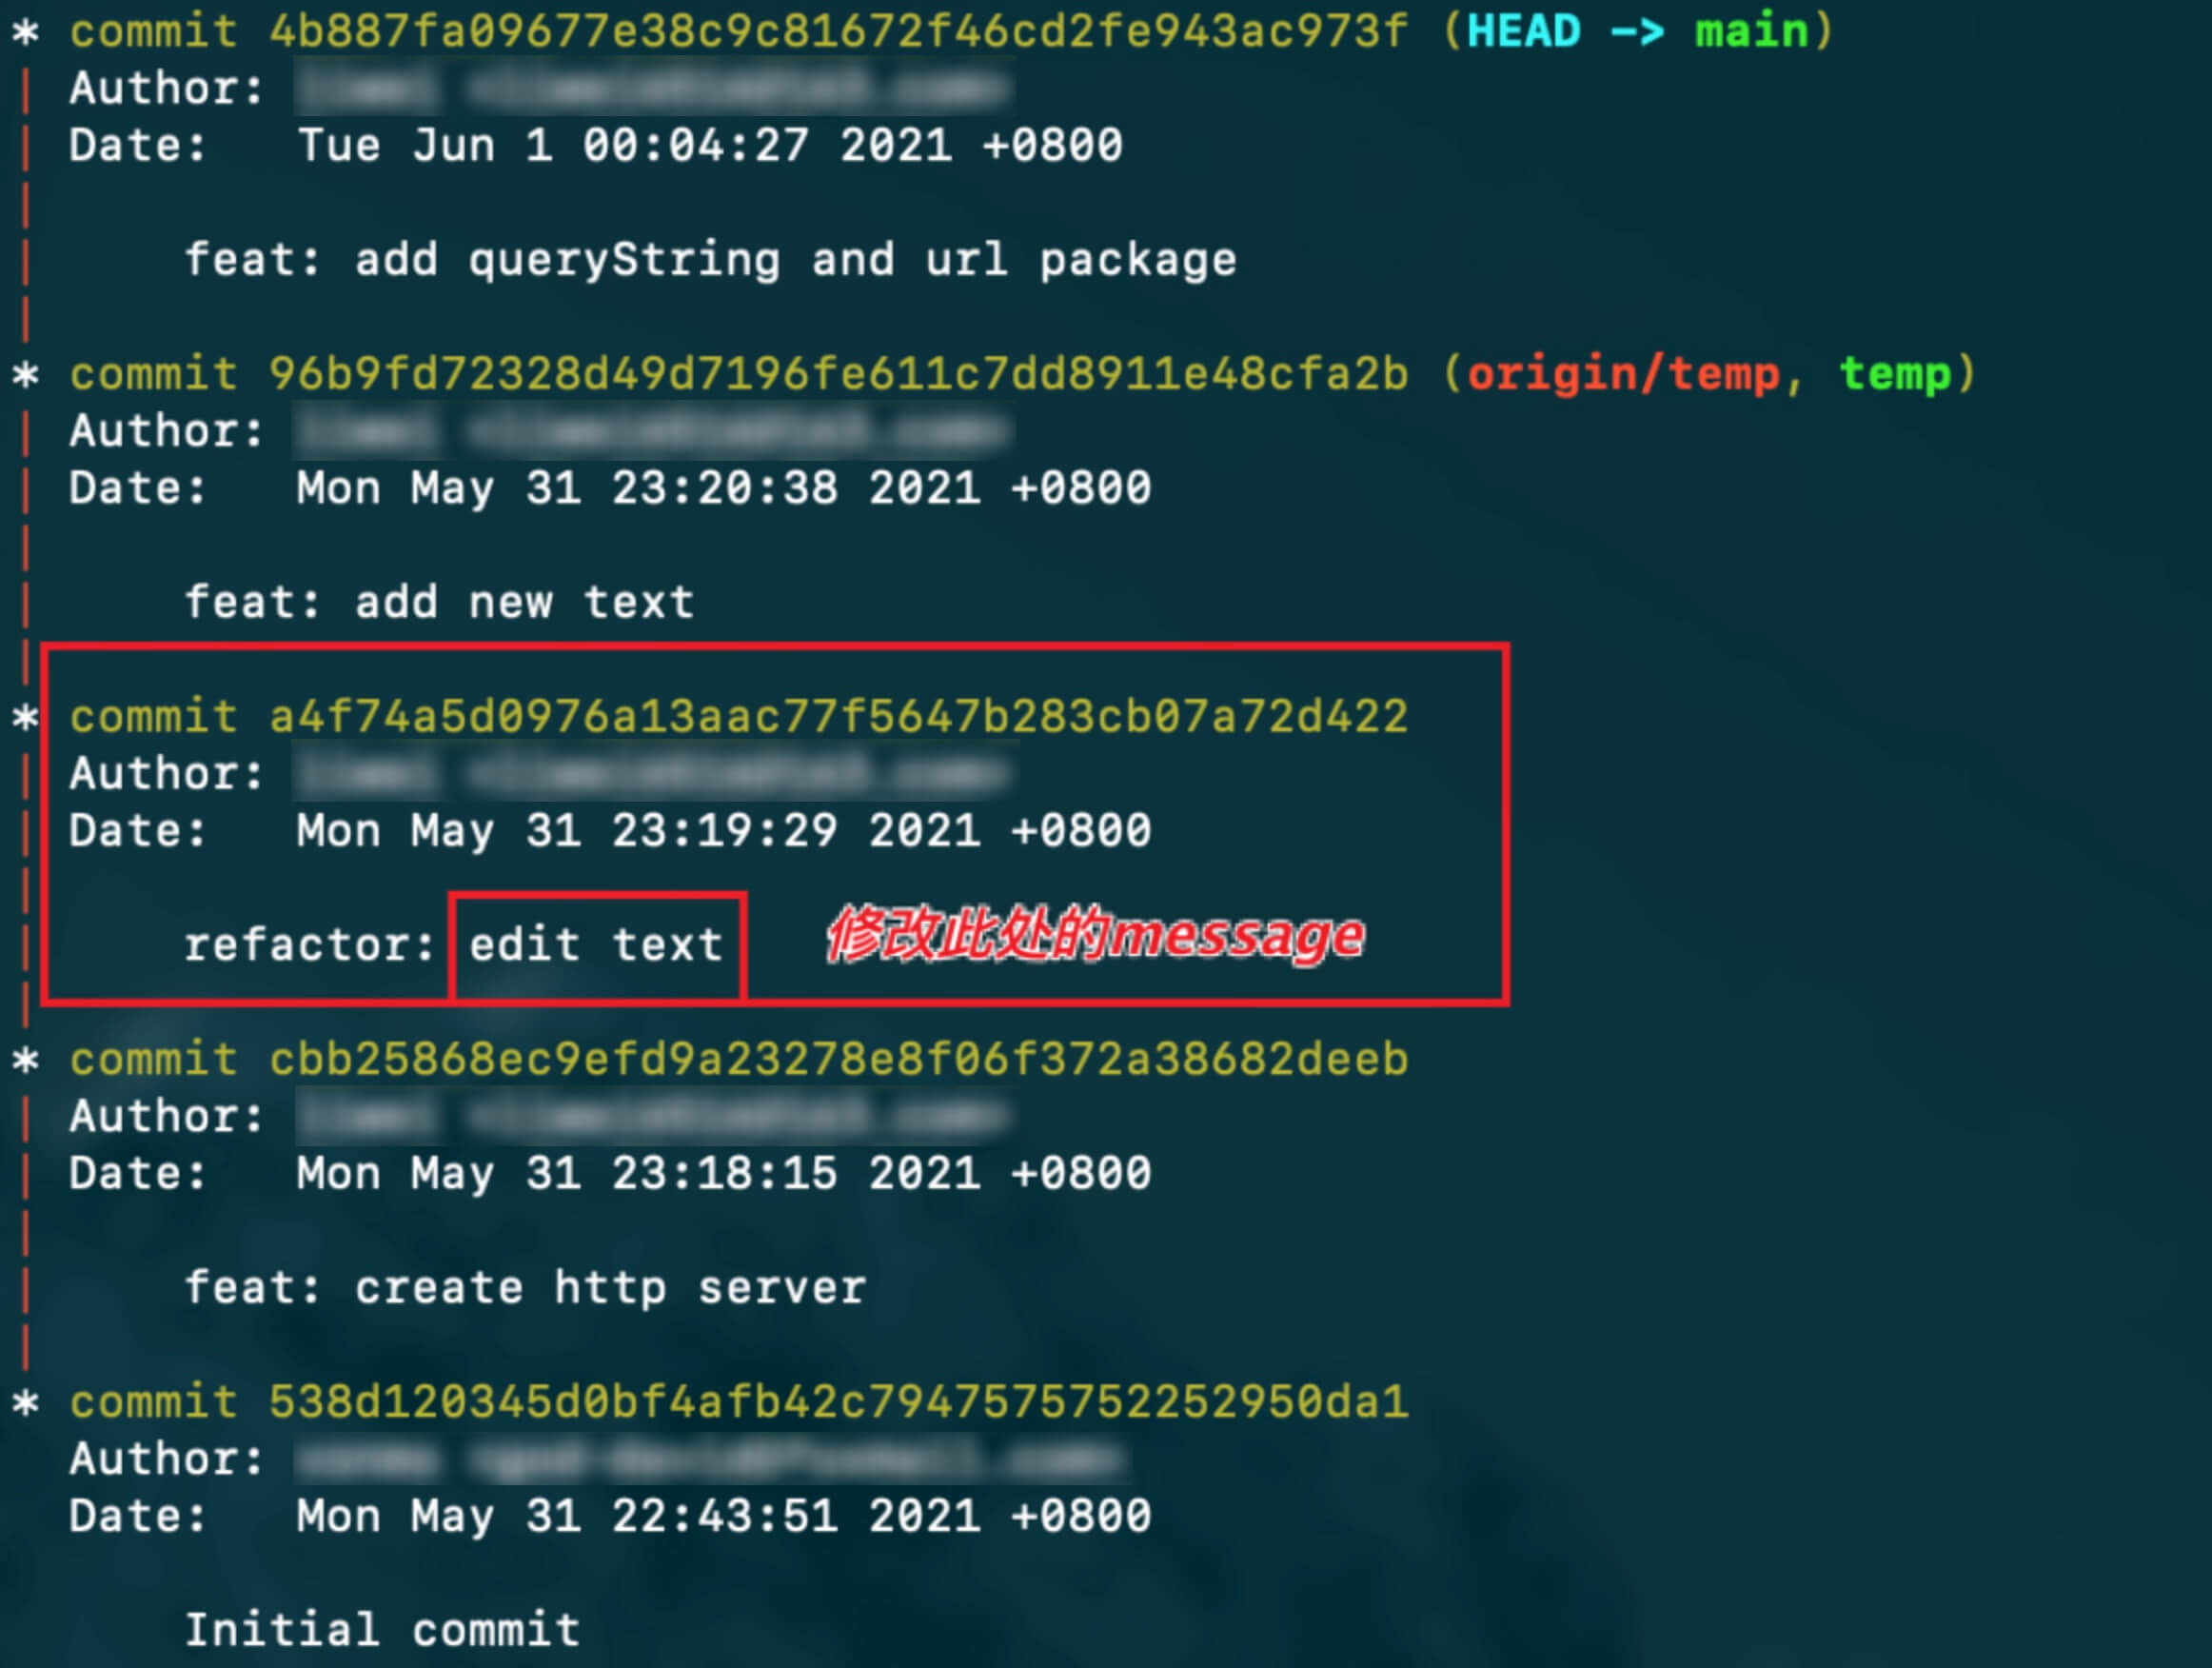 * commit 4b887fa09677e38c9c81672f46cd2fe943ac973f (HEAD -> main)
Author:
Date: Tue Jun 1 00:04:27 2021 +0800
feat: add queryString and url package
* commit 96b9fd72328d49d7196fe611c7dd8911e48cfa2b (origin/temp, temp)
Author:
Date: Mon May 31 23:20:38 2021 +0800
feat: add new text
* commit a4f74a5d0976a13aac77f5647b283cb07a72d422
Author:
Date: Mon May 31 23:19:29 2021 +0800
refactor: edit text 修改此处的message
* commit cbb25868ec9efd9a23278e8f06f372a38682deeb
Author:
Date: Mon May 31 23:18:15 2021 +0800
feat: create http server
* commit 538d120345d0bf4afb42c7947575752252950da1
Author:
Date: Mon May 31 22:43:51 2021 +0800
Initial commit